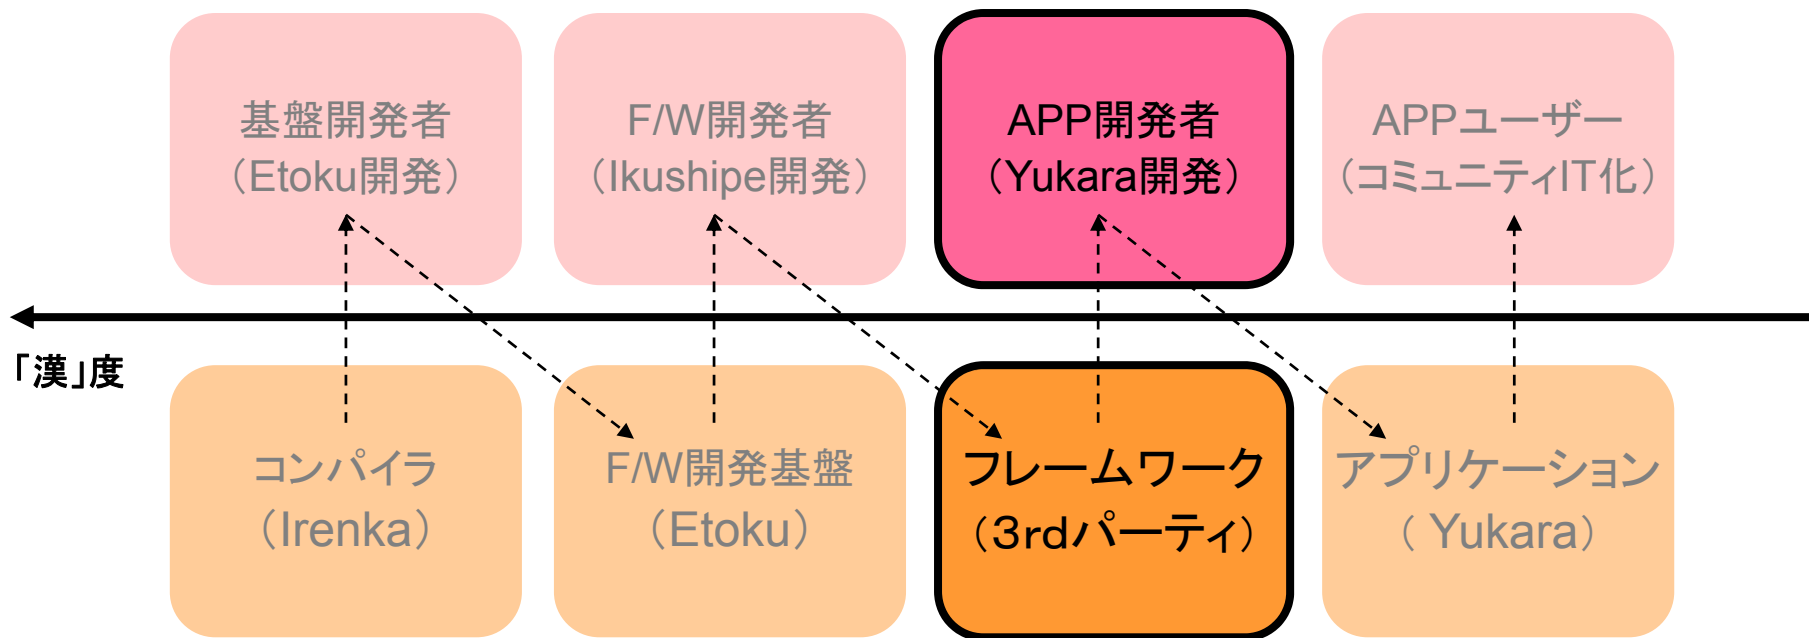 基盤開発者
（Etoku開発）
F/W開発者
（Ikushipe開発）
APP開発者
（Yukara開発）
APPユーザー
（コミュニティIT化）
「漢」度
コンパイラ
（Irenka）
F/W開発基盤
（Etoku）
フレームワーク
（3rdパーティ）
アプリケーション
（ Yukara）